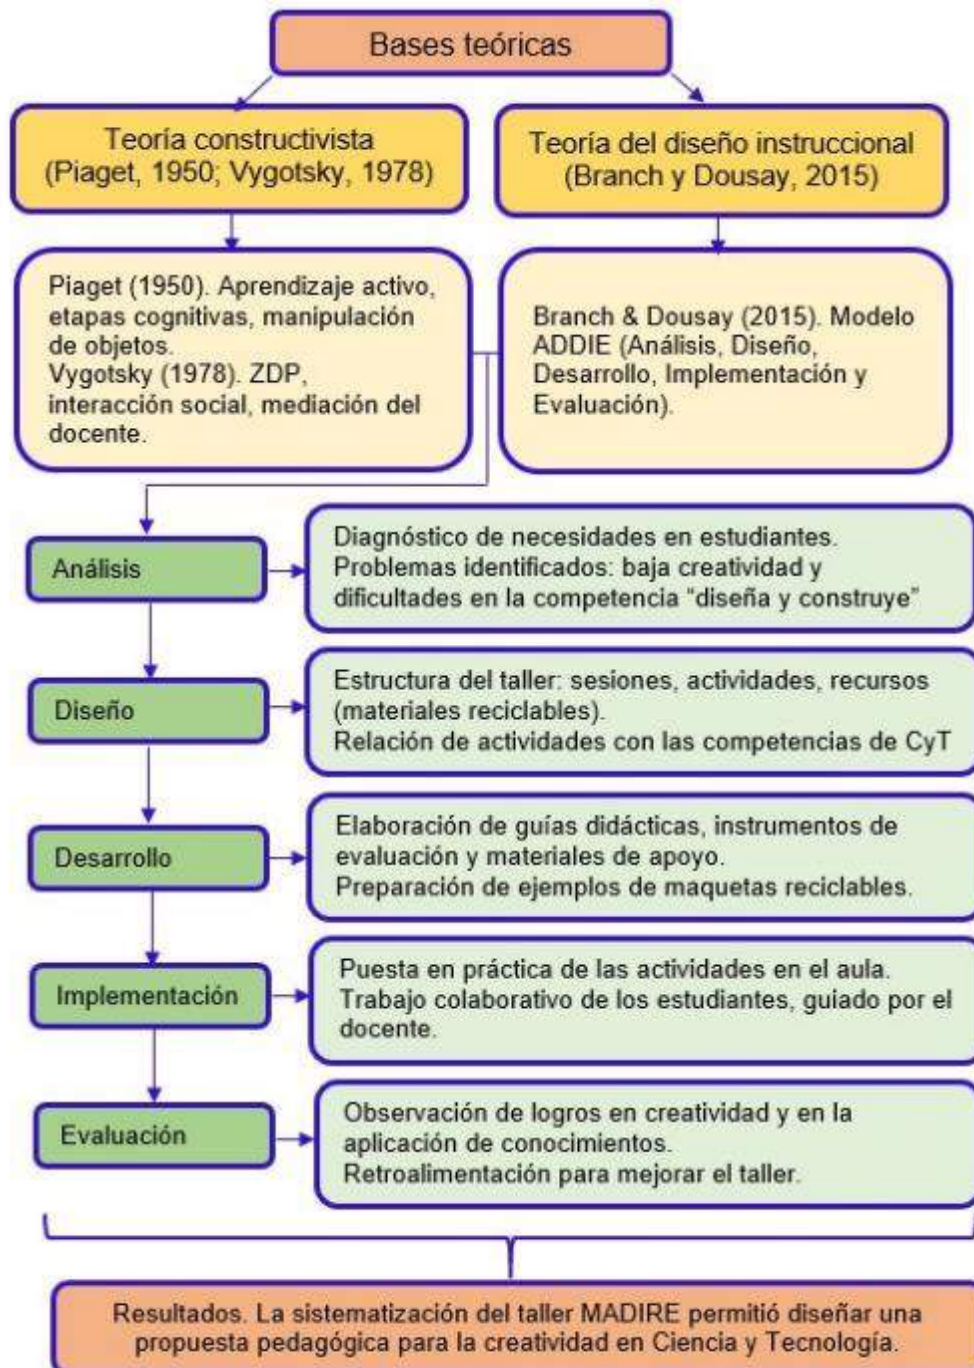 Bases teóricas
Teoría constructivista
(Piaget, 1950; Vygotsky, 1978)
Teoría del diseño instruccional
(Branch y Dousay, 2015)
Piaget (1950). Aprendizaje activo,
etapas cognitivas, manipulación
de objetos.
Vygotsky (1978). ZDP,
interacción social, mediación del
docente.
Branch & Dousay (2015). Modelo
ADDIE (Análisis, Diseño,
Desarrollo, Implementación y
Evaluación).
Análisis
Diagnóstico de necesidades en estudiantes.
Problemas identificados: baja creatividad y
dificultades en la competencia “diseña y construye”
Diseño
Estructura del taller: sesiones, actividades, recursos
(materiales reciclables).
Relación de actividades con las competencias de CyT
Desarrollo
Elaboración de guías didácticas, instrumentos de
evaluación y materiales de apoyo.
Preparación de ejemplos de maquetas reciclables.
Implementación
Puesta en práctica de las actividades en el aula.
Trabajo colaborativo de los estudiantes, guiado por el
docente.
Evaluación
Observación de logros en creatividad y en la
aplicación de conocimientos.
Retroalimentación para mejorar el taller.
Resultados. La sistematización del taller MADIRE permitió diseñar una
propuesta pedagógica para la creatividad en Ciencia y Tecnología.